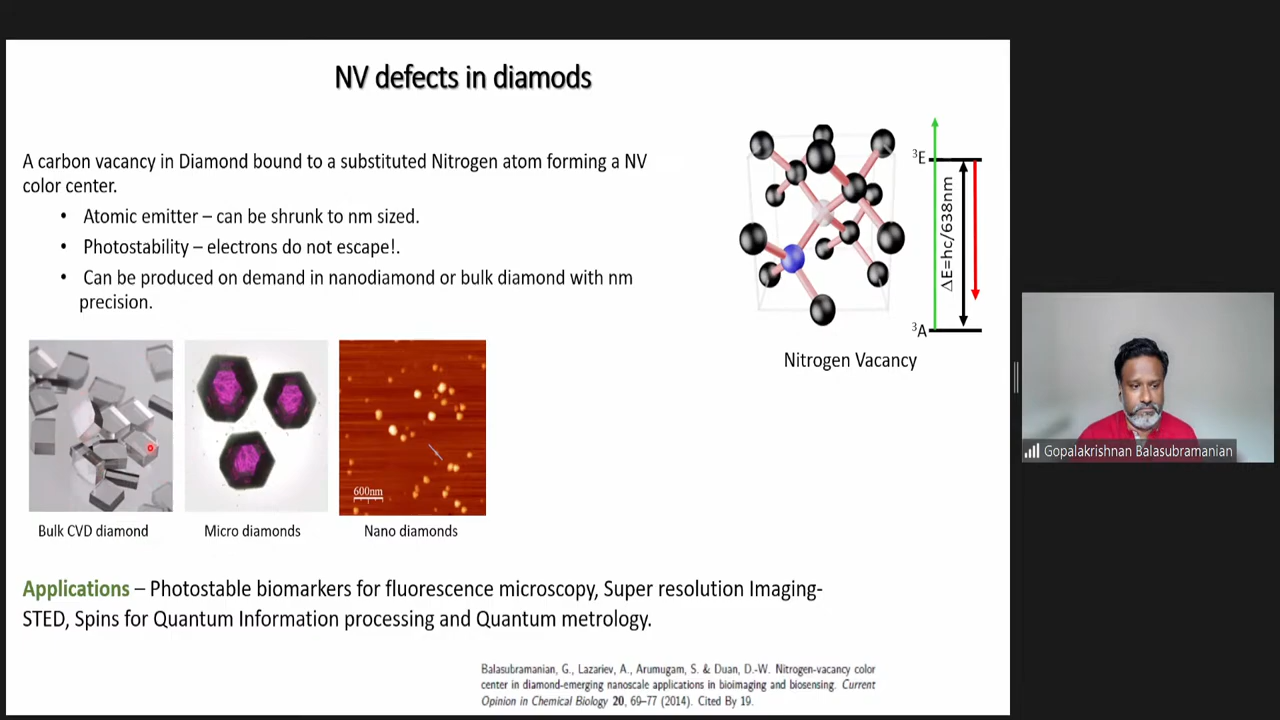 NV defects in diamods
A carbon vacancy in Diamond bound to a substituted Nitrogen atom forming a NV
color center.
• Atomic emitter – can be shrunk to nm sized.
• Photostability – electrons do not escape!.
• Can be produced on demand in nanodiamond or bulk diamond with nm
precision.
³E
ΔE=hc/638nm
³A
Nitrogen Vacancy
600nm
Bulk CVD diamond
Micro diamonds
Nano diamonds
Applications – Photostable biomarkers for fluorescence microscopy, Super resolution Imaging-
STED, Spins for Quantum Information processing and Quantum metrology.
Balasubramanian, G., Lazariev, A., Arumugam, S. & Duan, D.-W. Nitrogen-vacancy color
center in diamond-emerging nanoscale applications in bioimaging and biosensing. Current
Opinion in Chemical Biology 20, 69–77 (2014). Cited By 19.
Gopalakrishnan Balasubramanian